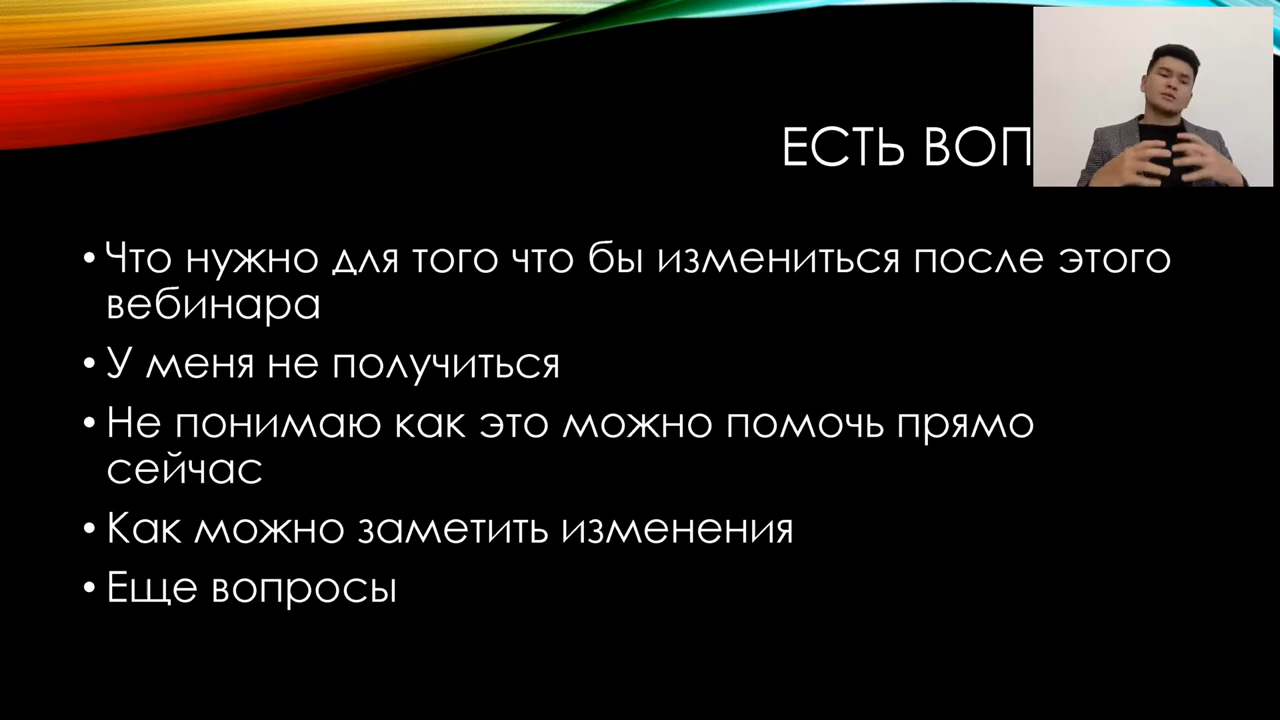 ЕСТЬ ВОП
• Что нужно для того что бы измениться после этого
вебинара
• У меня не получиться
• Не понимаю как это можно помочь прямо
сейчас
• Как можно заметить изменения
• Еще вопросы